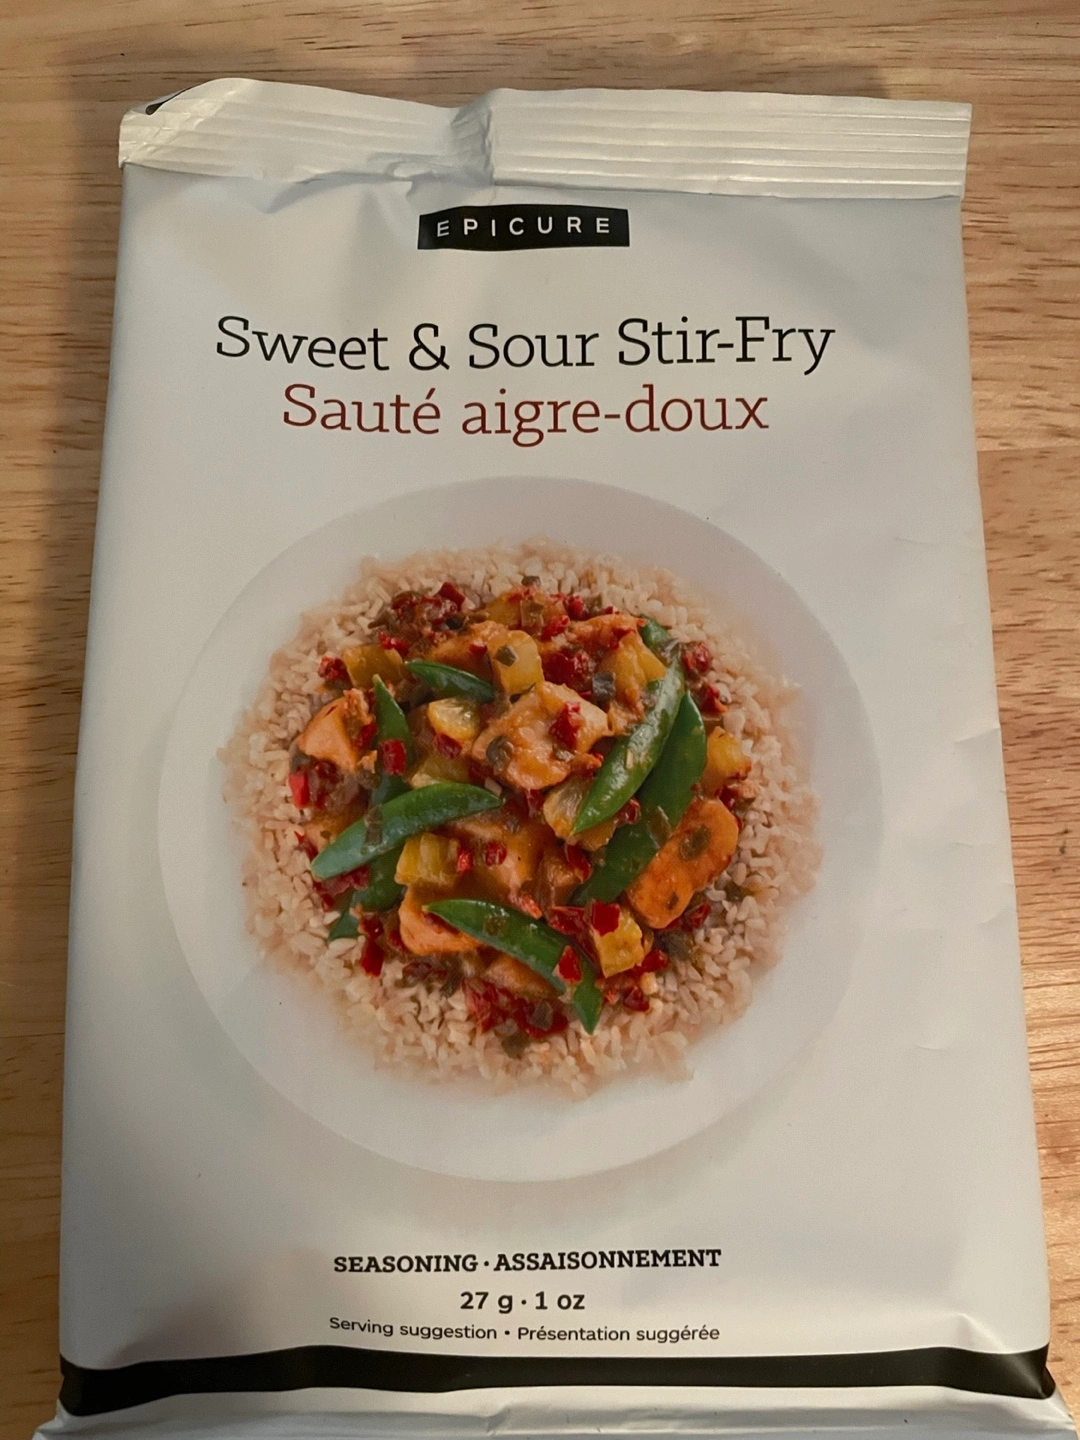 EPICURE
Sweet & Sour Stir-Fry
Sauté aigre-doux
SEASONING · ASSAISONNEMENT
27 g · 1 oz
Serving suggestion • Présentation suggérée